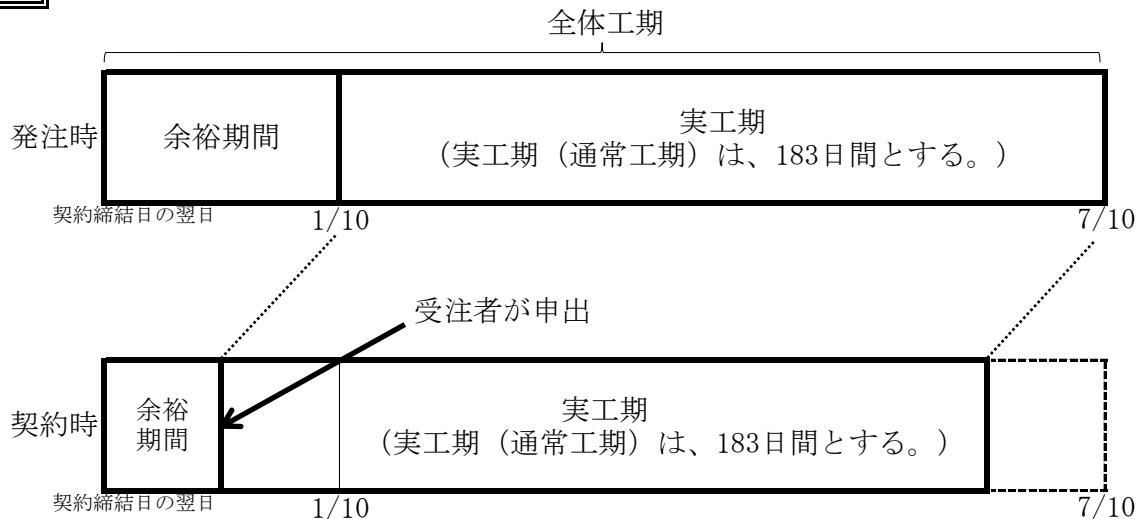 全体工期
発注時
余裕期間
実工期
（実工期（通常工期）は、183日間とする。）
契約締結日の翌日
1/10
7/10
受注者が申出
契約時
余裕
期間
実工期
（実工期（通常工期）は、183日間とする。）
契約締結日の翌日
1/10
7/10